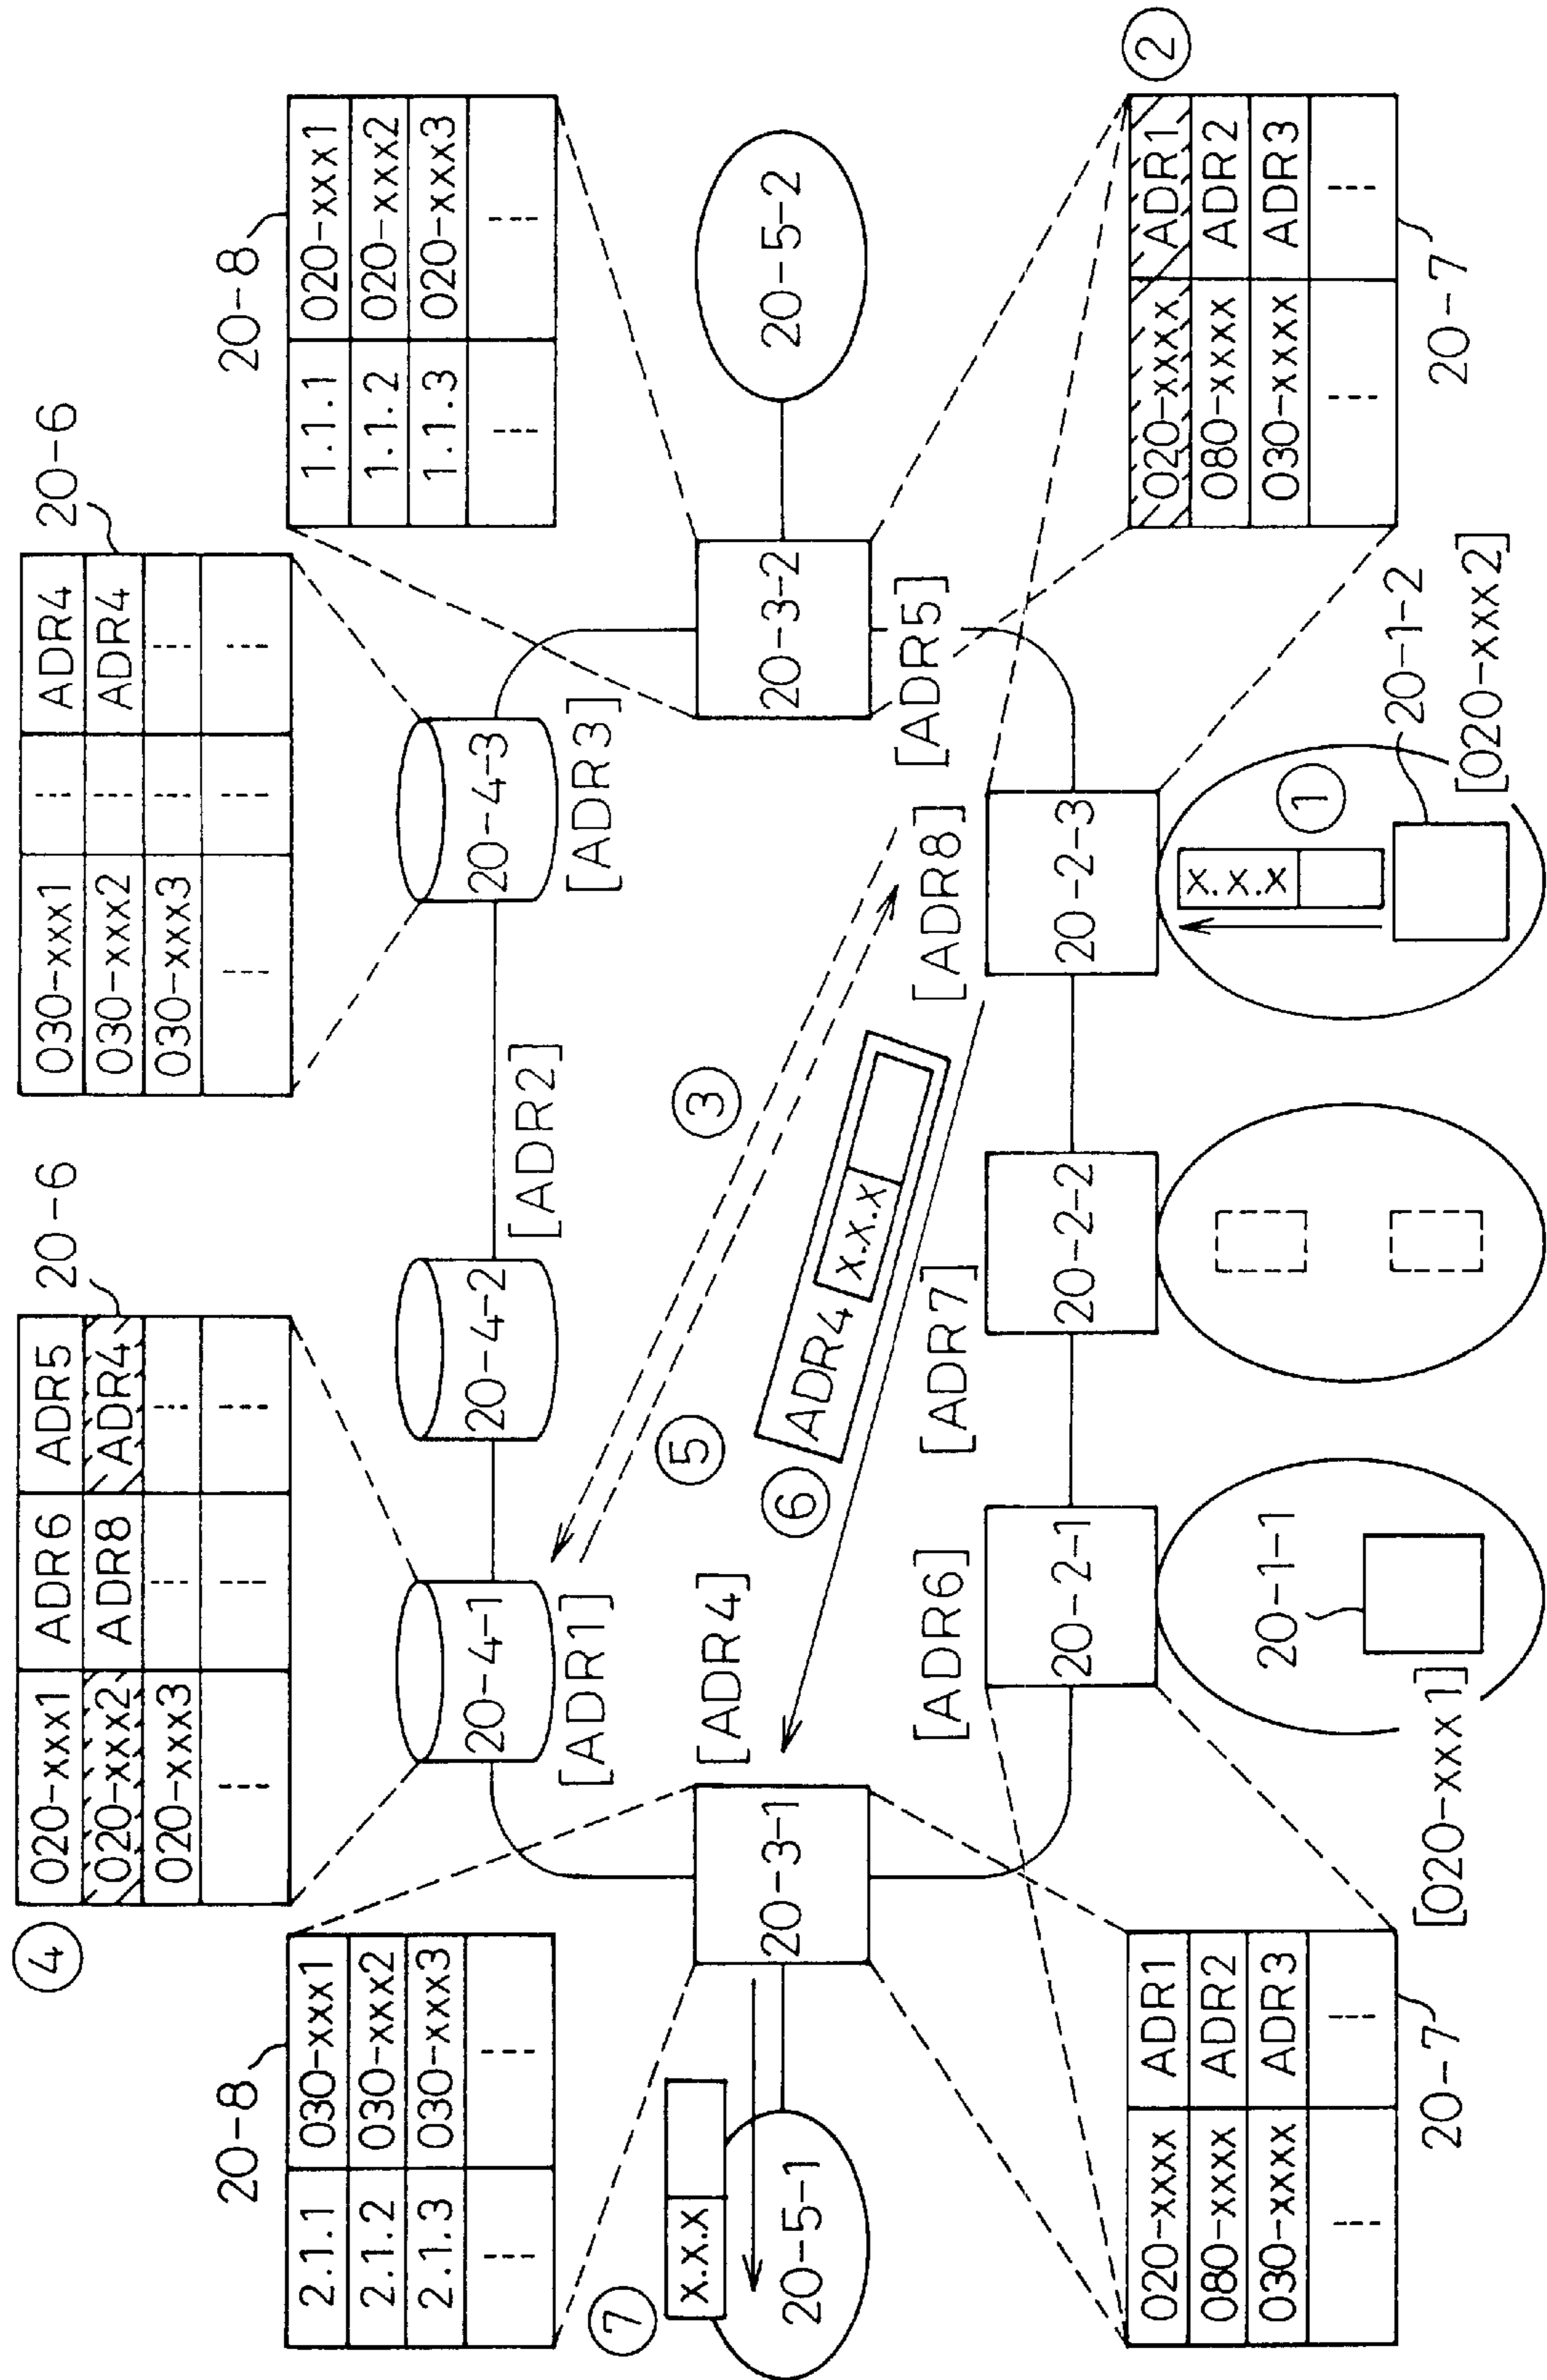 ④
20-6
020-xxx1 ADR6 ADR5
020-xxx2 ADR8 ADR4
020-xxx3 --- ---
--- --- ---
20-6
030-xxx1 --- ADR4
030-xxx2 --- ADR4
030-xxx3 --- ---
--- --- ---
20-8
2.1.1 030-xxx1
2.1.2 030-xxx2
2.1.3 030-xxx3
--- ---
20-8
1.1.1 020-xxx1
1.1.2 020-xxx2
1.1.3 020-xxx3
--- ---
20-4-1
[ADR1]
20-4-2
[ADR2]
20-4-3
[ADR3]
⑦
x.x.x
20-5-1
20-3-1
[ADR4]
⑤
③
⑥
ADR4 x.x.x
20-3-2
[ADR5]
20-5-2
[ADR6]
20-2-1
[ADR7]
20-2-2
[ADR8]
20-2-3
②
020-xxxx ADR1
080-xxxx ADR2
030-xxxx ADR3
--- ---
20-7
020-xxxx ADR1
080-xxxx ADR2
030-xxxx ADR3
--- ---
20-7
20-1-1
[020-xxx1]
x.x.x
①
20-1-2
[020-xxx2]